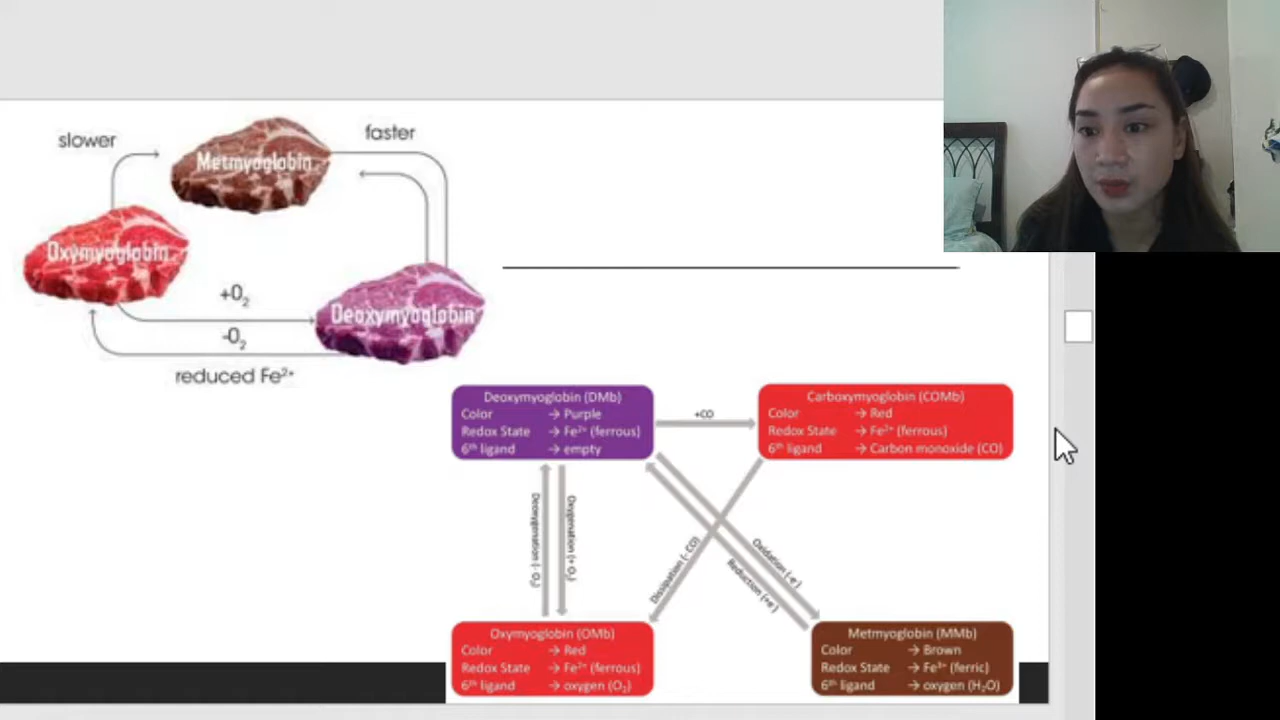 slower
faster
Metmyoglobin
Oxymyoglobin
+O₂
Deoxymyoglobin
-O₂
reduced Fe²⁺
Deoxymyoglobin (DMb)
Color → Purple
Redox State → Fe²⁺ (ferrous)
6ᵗʰ ligand → empty
+CO
Carboxymyoglobin (COMb)
Color → Red
Redox State → Fe²⁺ (ferrous)
6ᵗʰ ligand → Carbon monoxide (CO)
Deoxygenation (- O₂)
Oxygenation (+ O₂)
Dissipation (- CO)
Oxidation (-e⁻)
Reduction (+e⁻)
Oxymyoglobin (OMb)
Color → Red
Redox State → Fe²⁺ (ferrous)
6ᵗʰ ligand → oxygen (O₂)
Metmyoglobin (MMb)
Color → Brown
Redox State → Fe³⁺ (ferric)
6ᵗʰ ligand → oxygen (H₂O)